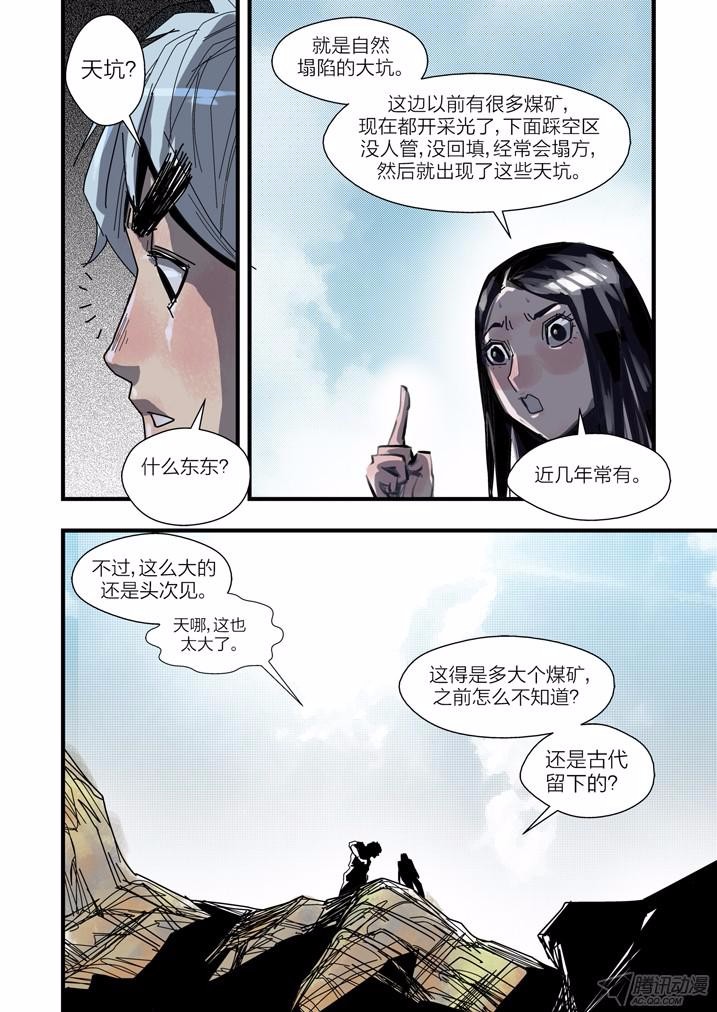 天坑？
什么东东？
就是自然
塌陷的大坑。
这边以前有很多煤矿，
现在都开采光了，下面踩空区
没人管，没回填，经常会塌方，
然后就出现了这些天坑。
近几年常有。
不过，这么大的
还是头次见。
天哪，这也
太大了。
这得是多大个煤矿，
之前怎么不知道？
还是古代
留下的？
腾讯动漫
AC.QQ.COM